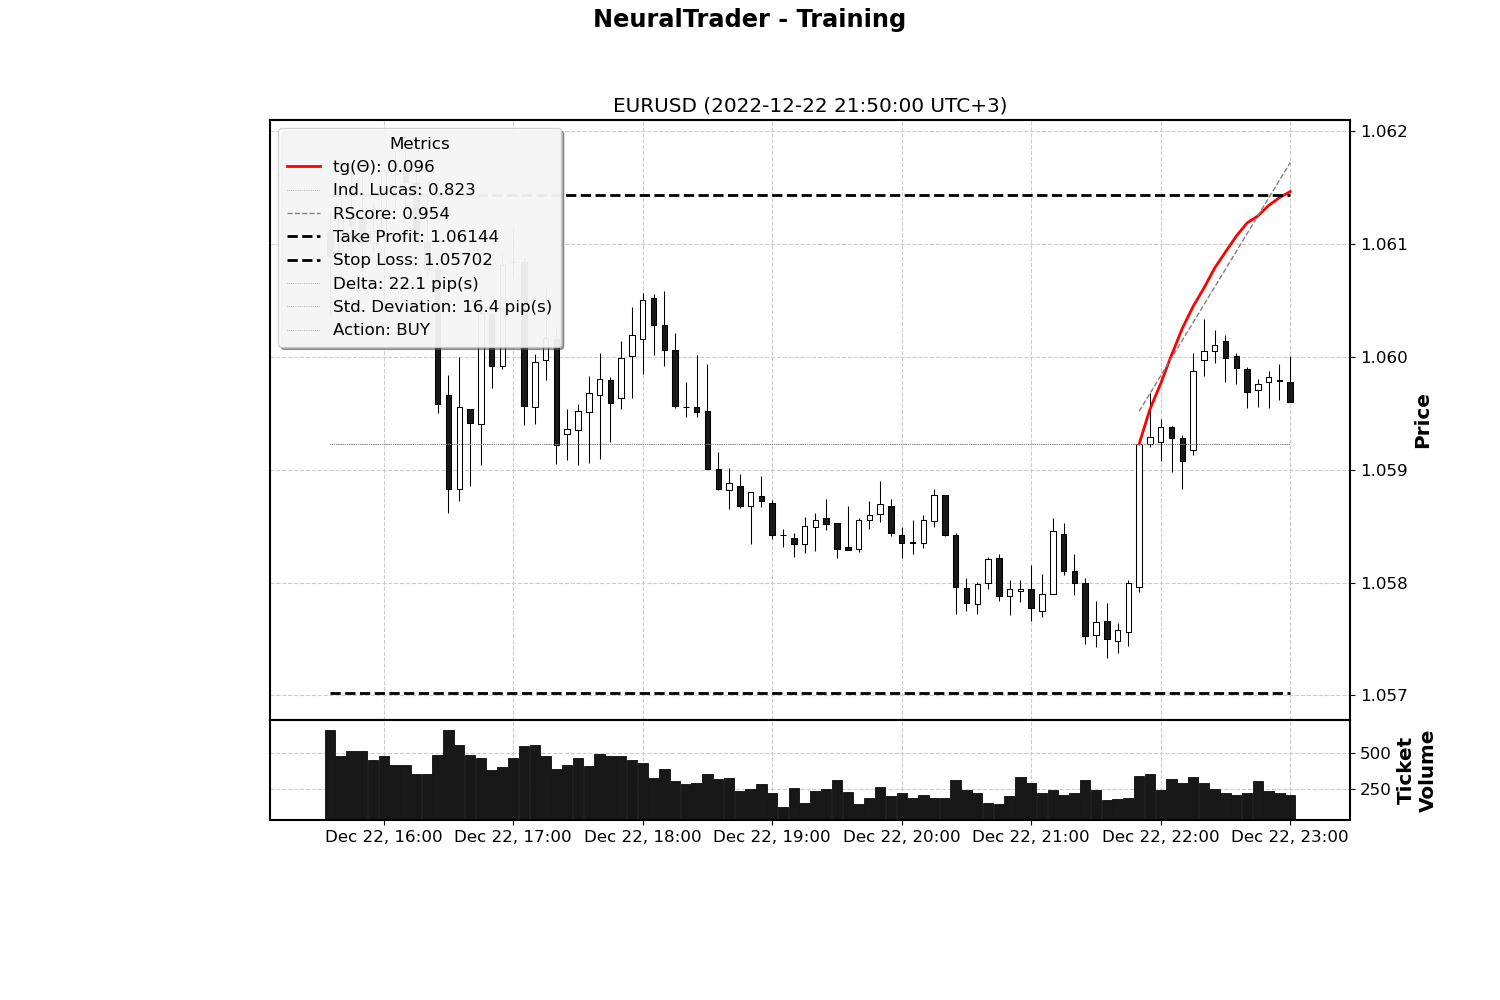 NeuralTrader - Training
EURUSD (2022-12-22 21:50:00 UTC+3)
Metrics
tg(Θ): 0.096
Ind. Lucas: 0.823
RScore: 0.954
Take Profit: 1.06144
Stop Loss: 1.05702
Delta: 22.1 pip(s)
Std. Deviation: 16.4 pip(s)
Action: BUY
1.062
1.061
1.060
1.059
1.058
1.057
Price
500
250
Ticket
Volume
Dec 22, 16:00 Dec 22, 17:00 Dec 22, 18:00 Dec 22, 19:00 Dec 22, 20:00 Dec 22, 21:00 Dec 22, 22:00 Dec 22, 23:00